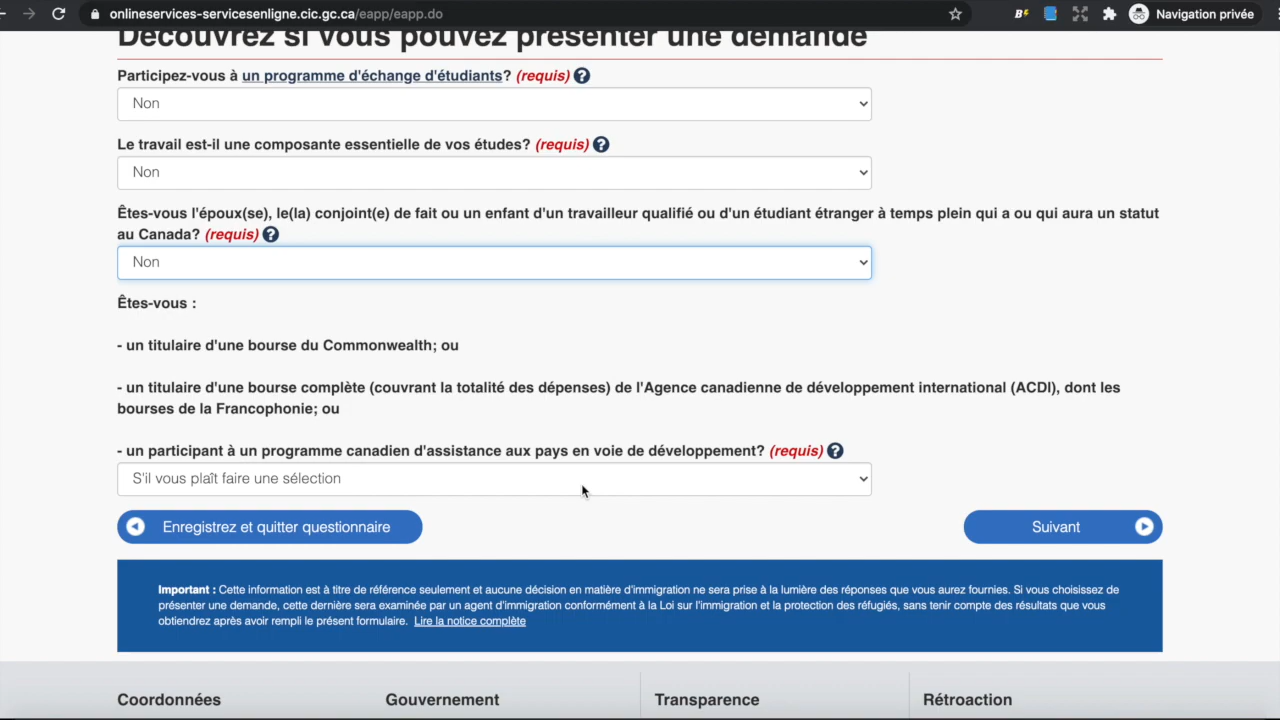 onlineservices-servicesenligne.cic.gc.ca/eapp/eapp.do
Navigation privée
Découvrez si vous pouvez présenter une demande
Participez-vous à un programme d'échange d'étudiants? (requis) ?
Non
Le travail est-il une composante essentielle de vos études? (requis) ?
Non
Êtes-vous l'époux(se), le(la) conjoint(e) de fait ou un enfant d'un travailleur qualifié ou d'un étudiant étranger à temps plein qui a ou qui aura un statut
au Canada? (requis) ?
Non
Êtes-vous :
- un titulaire d'une bourse du Commonwealth; ou
- un titulaire d'une bourse complète (couvrant la totalité des dépenses) de l'Agence canadienne de développement international (ACDI), dont les
bourses de la Francophonie; ou
- un participant à un programme canadien d'assistance aux pays en voie de développement? (requis) ?
S'il vous plaît faire une sélection
Enregistrez et quitter questionnaire
Suivant
Important : Cette information est à titre de référence seulement et aucune décision en matière d'immigration ne sera prise à la lumière des réponses que vous aurez fournies. Si vous choisissez de
présenter une demande, cette dernière sera examinée par un agent d'immigration conformément à la Loi sur l'immigration et la protection des réfugiés, sans tenir compte des résultats que vous
obtiendrez après avoir rempli le présent formulaire. Lire la notice complète
Coordonnées
Gouvernement
Transparence
Rétroaction